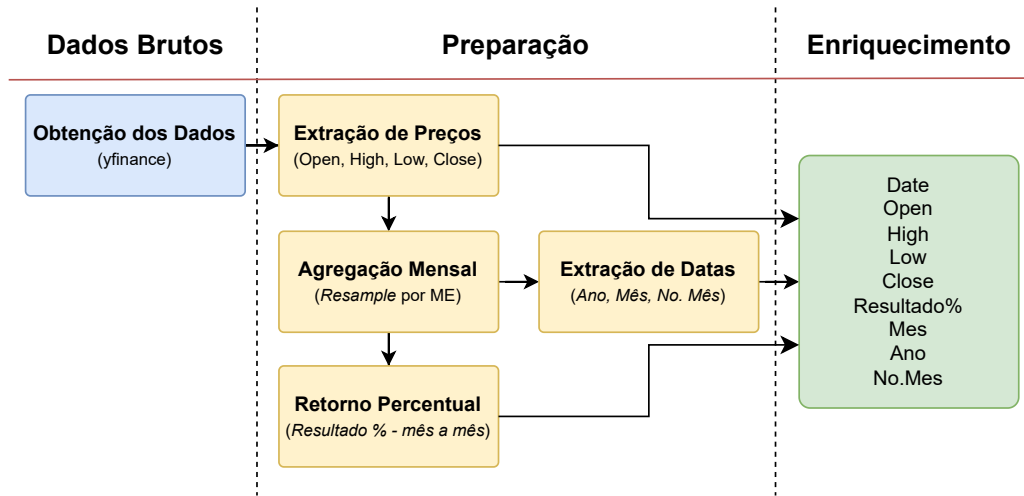 Dados Brutos
Preparação
Enriquecimento
Obtenção dos Dados
(yfinance)
Extração de Preços
(Open, High, Low, Close)
Agregação Mensal
(Resample por ME)
Extração de Datas
(Ano, Mês, No. Mês)
Retorno Percentual
(Resultado % - mês a mês)
Date
Open
High
Low
Close
Resultado%
Mes
Ano
No.Mes